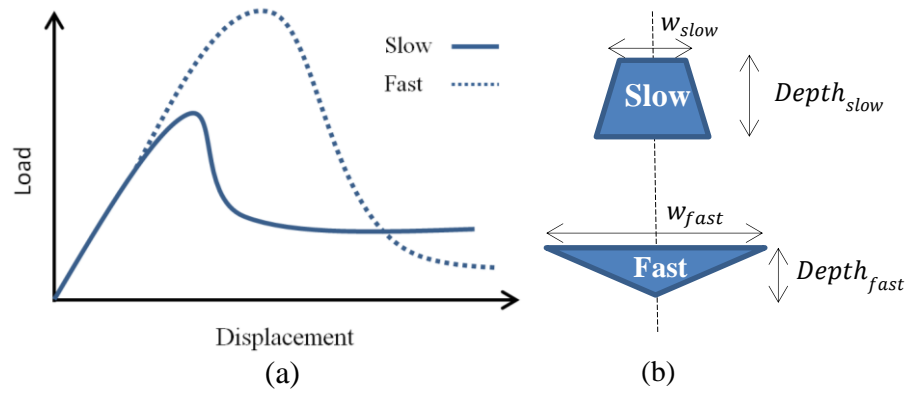 Load
Slow
Fast
Displacement
(a)
w_slow
Slow
Depth_slow
w_fast
Fast
Depth_fast
(b)